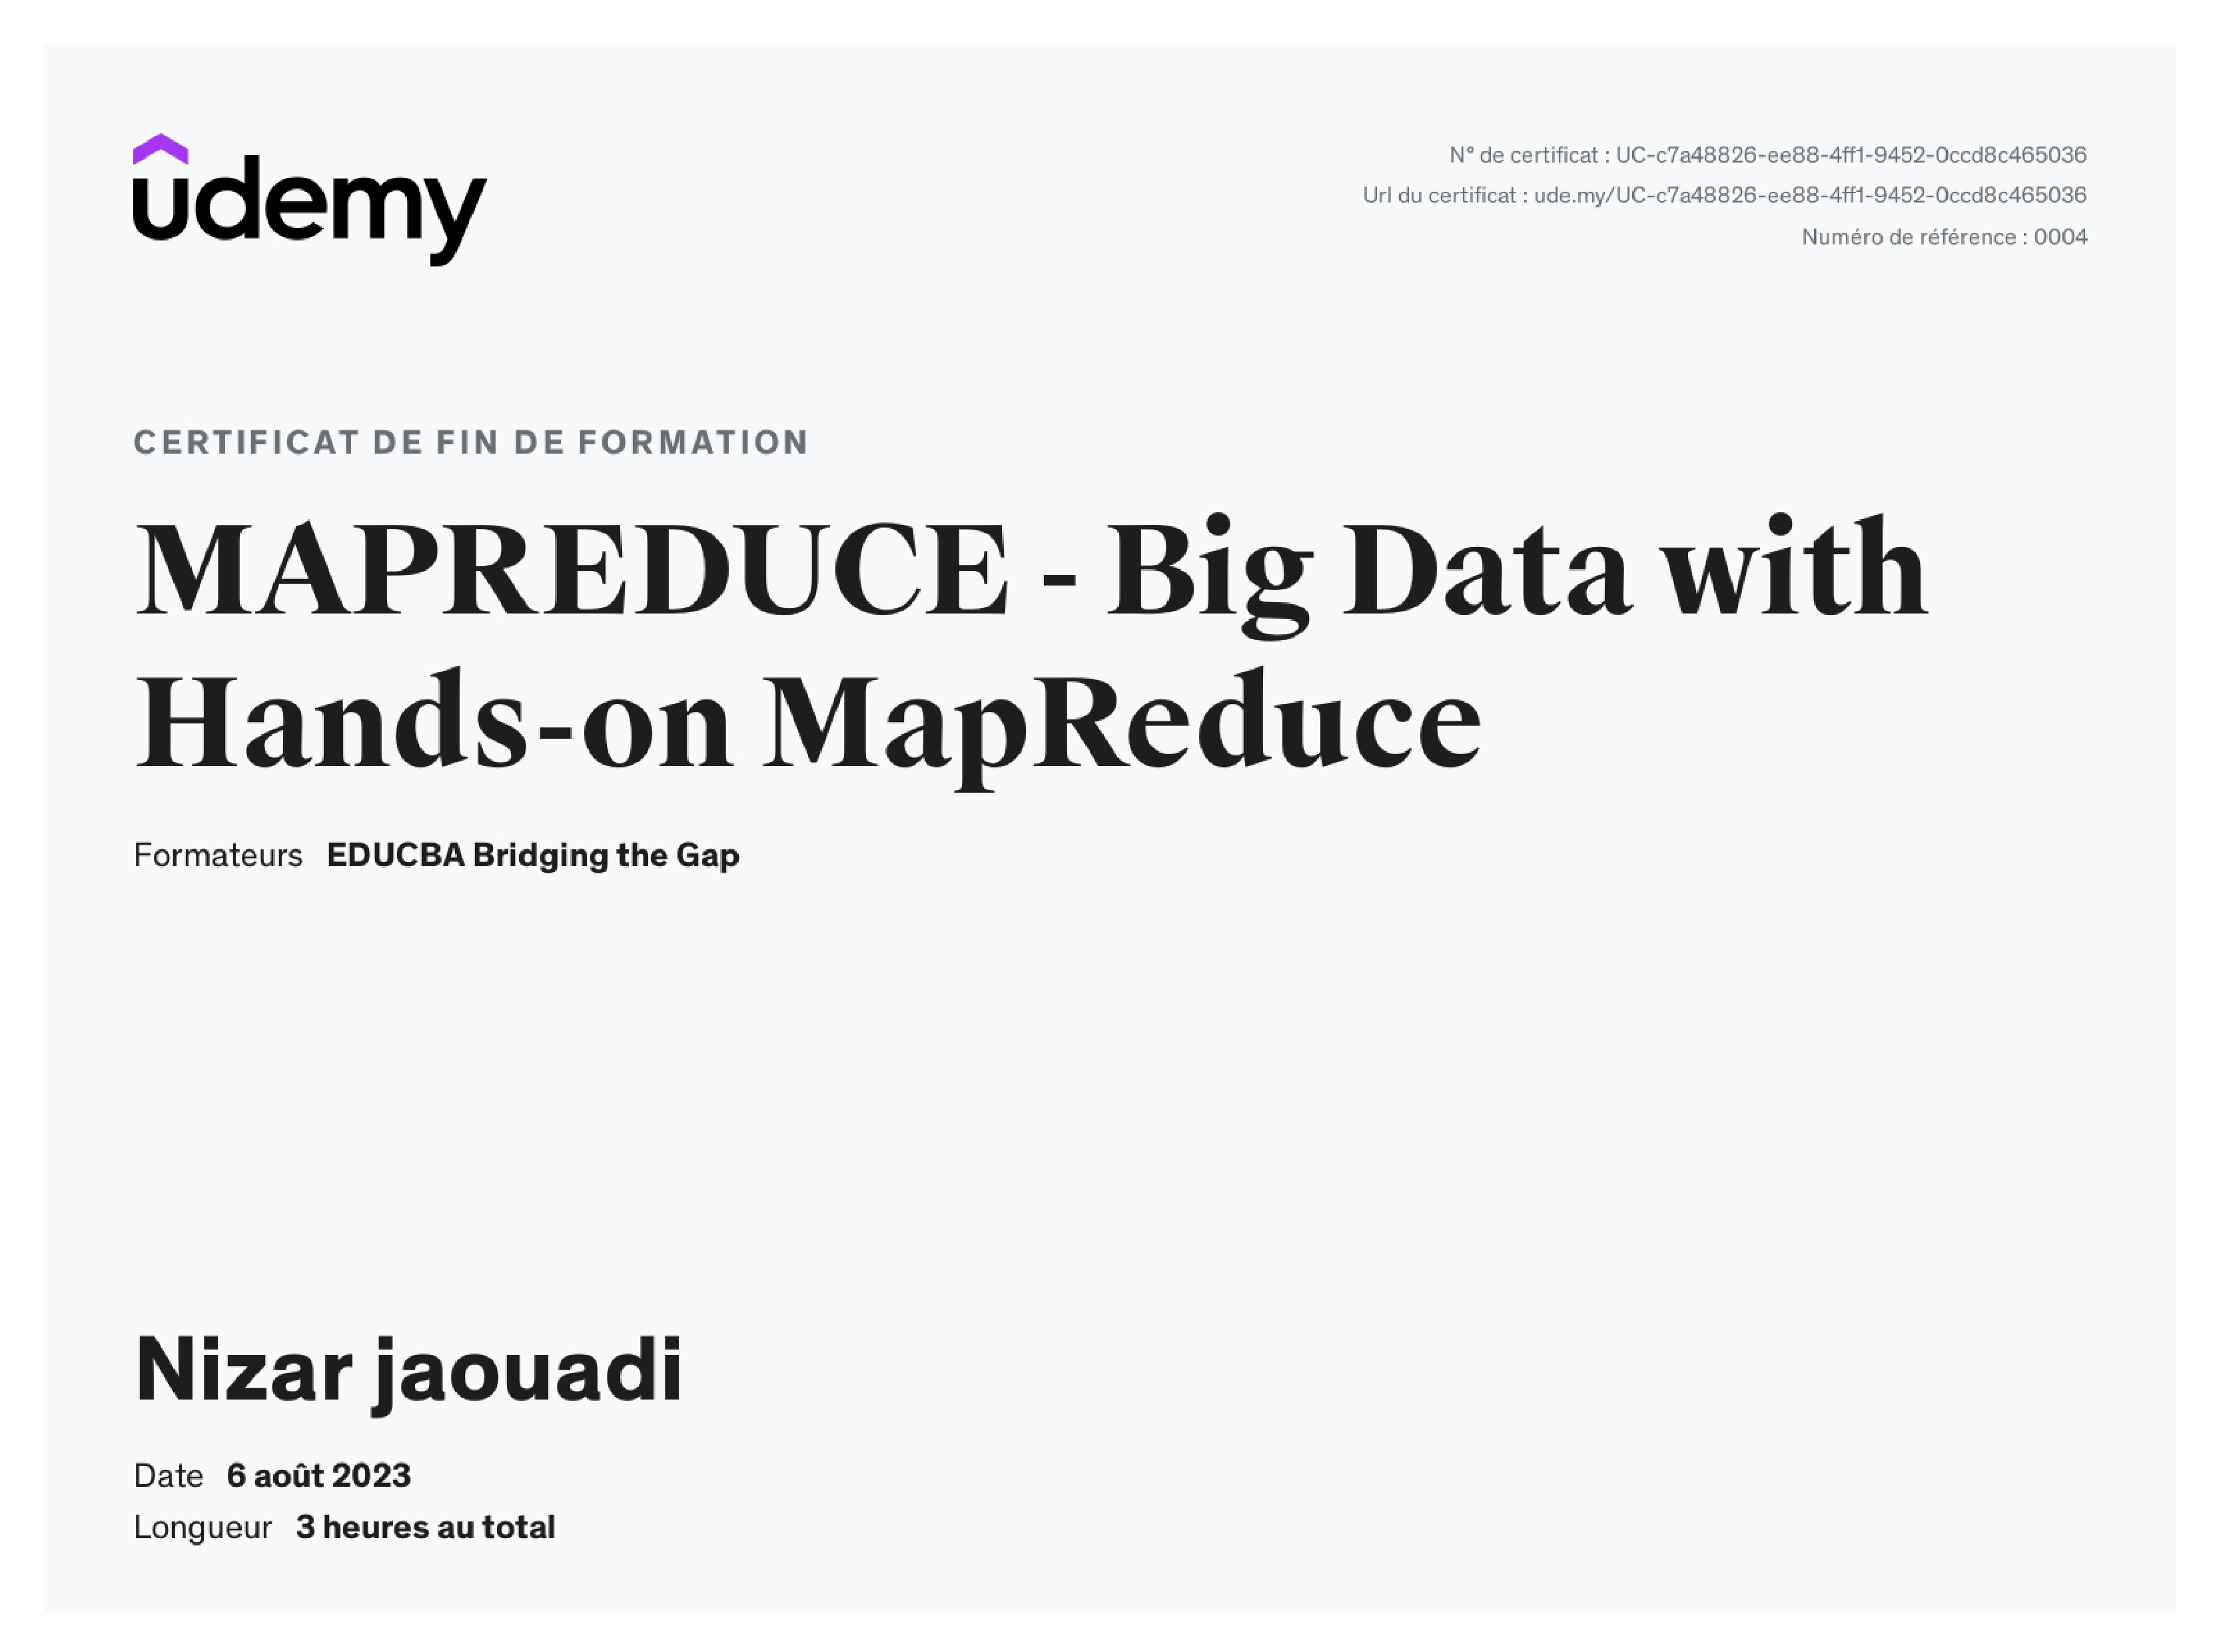 udemy
N° de certificat : UC-c7a48826-ee88-4ff1-9452-0ccd8c465036
Url du certificat : ude.my/UC-c7a48826-ee88-4ff1-9452-0ccd8c465036
Numéro de référence : 0004
CERTIFICAT DE FIN DE FORMATION
MAPREDUCE - Big Data with
Hands-on MapReduce
Formateurs EDUCBA Bridging the Gap
Nizar jaouadi
Date 6 août 2023
Longueur 3 heures au total